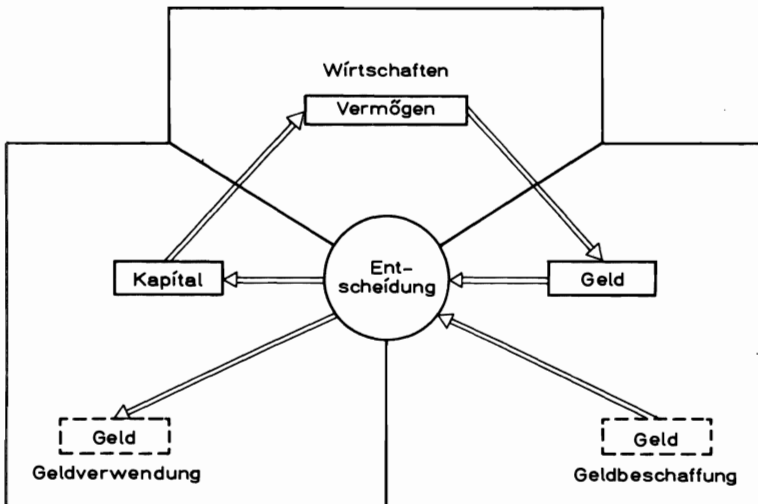 Wirtschaften
Vermögen
Ent-
scheidung
Kapital
Geld
Geld
Geldverwendung
Geld
Geldbeschaffung